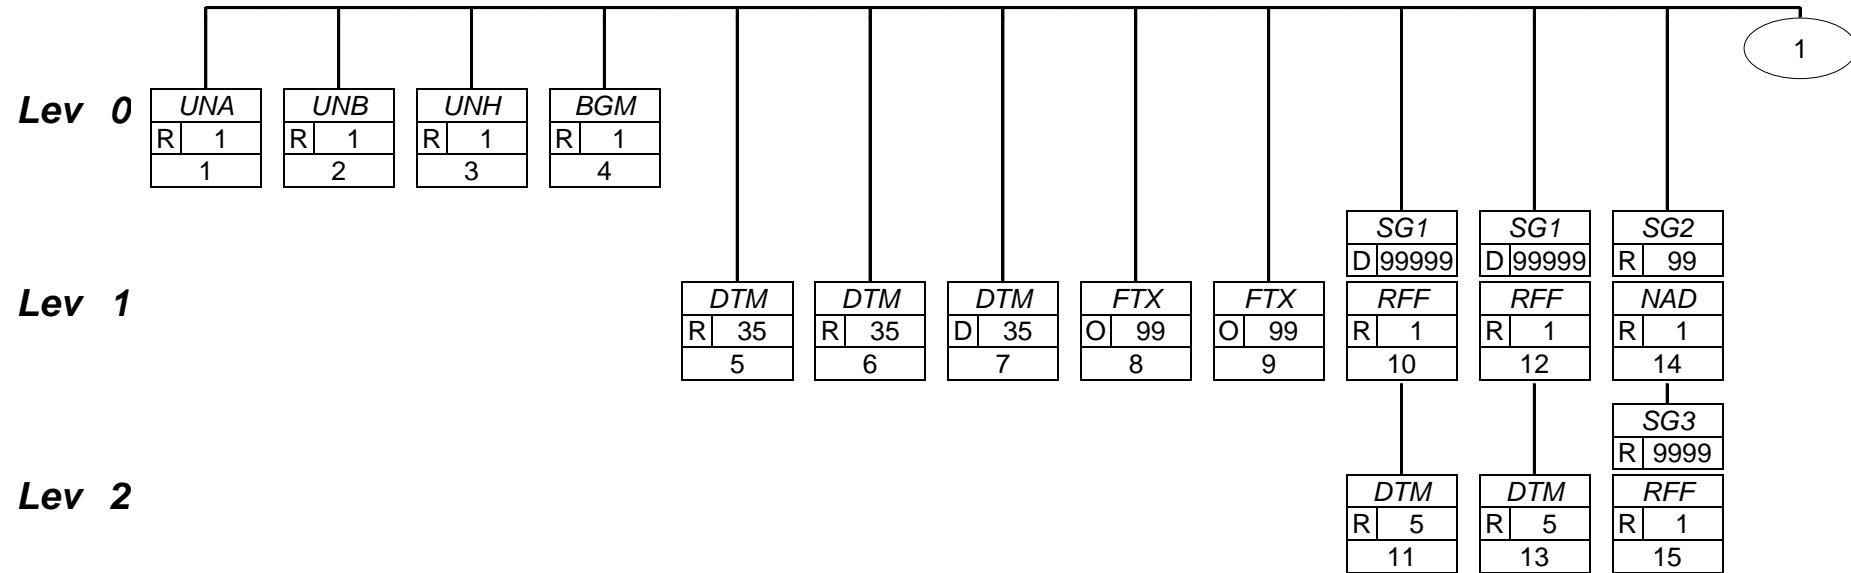 1
Lev 0
UNA UNB UNH BGM
R 1 R 1 R 1 R 1
1 2 3 4
SG1 SG1 SG2
D 99999 D 99999 R 99
Lev 1
DTM DTM DTM FTX FTX RFF RFF NAD
R 35 R 35 D 35 O 99 O 99 R 1 R 1 R 1
5 6 7 8 9 10 12 14
SG3
R 9999
Lev 2
DTM DTM RFF
R 5 R 5 R 1
11 13 15